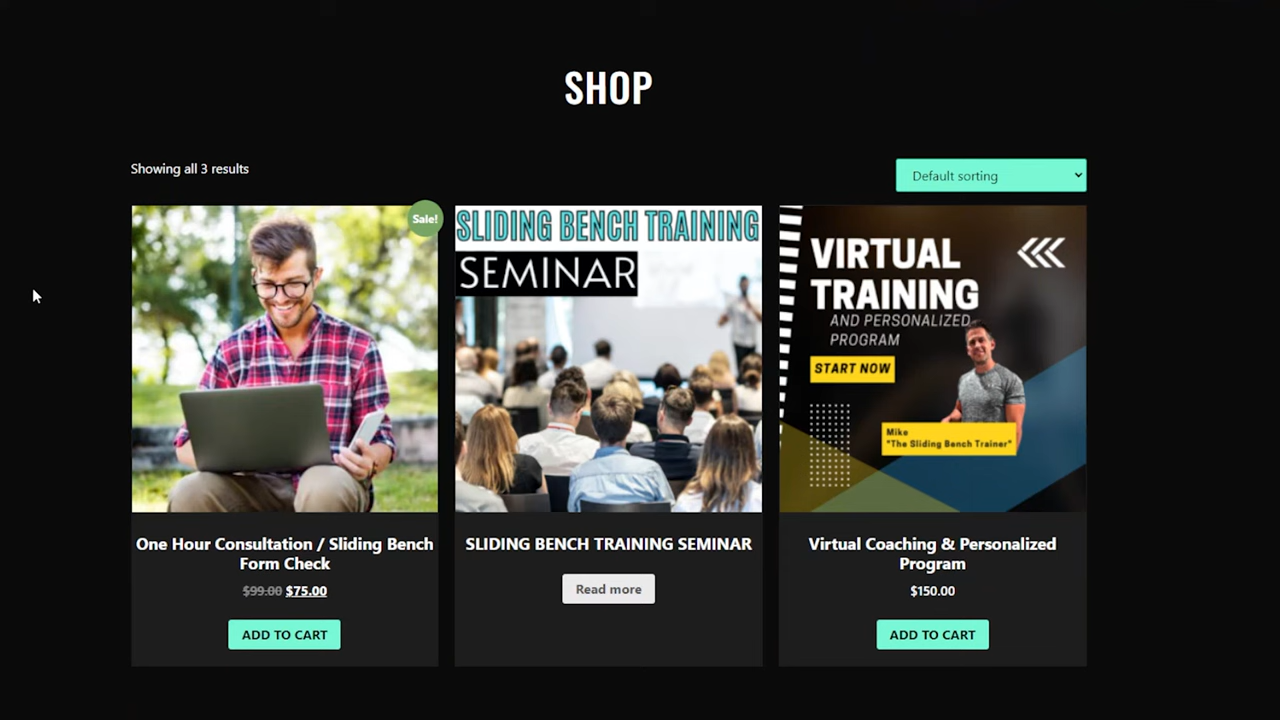 SHOP
Showing all 3 results
Default sorting
Sale!
SLIDING BENCH TRAINING
SEMINAR
VIRTUAL
TRAINING
AND PERSONALIZED
PROGRAM
START NOW
Mike
"The Sliding Bench Trainer"
One Hour Consultation / Sliding Bench
Form Check
$99.00 $75.00
ADD TO CART
SLIDING BENCH TRAINING SEMINAR
Read more
Virtual Coaching & Personalized
Program
$150.00
ADD TO CART